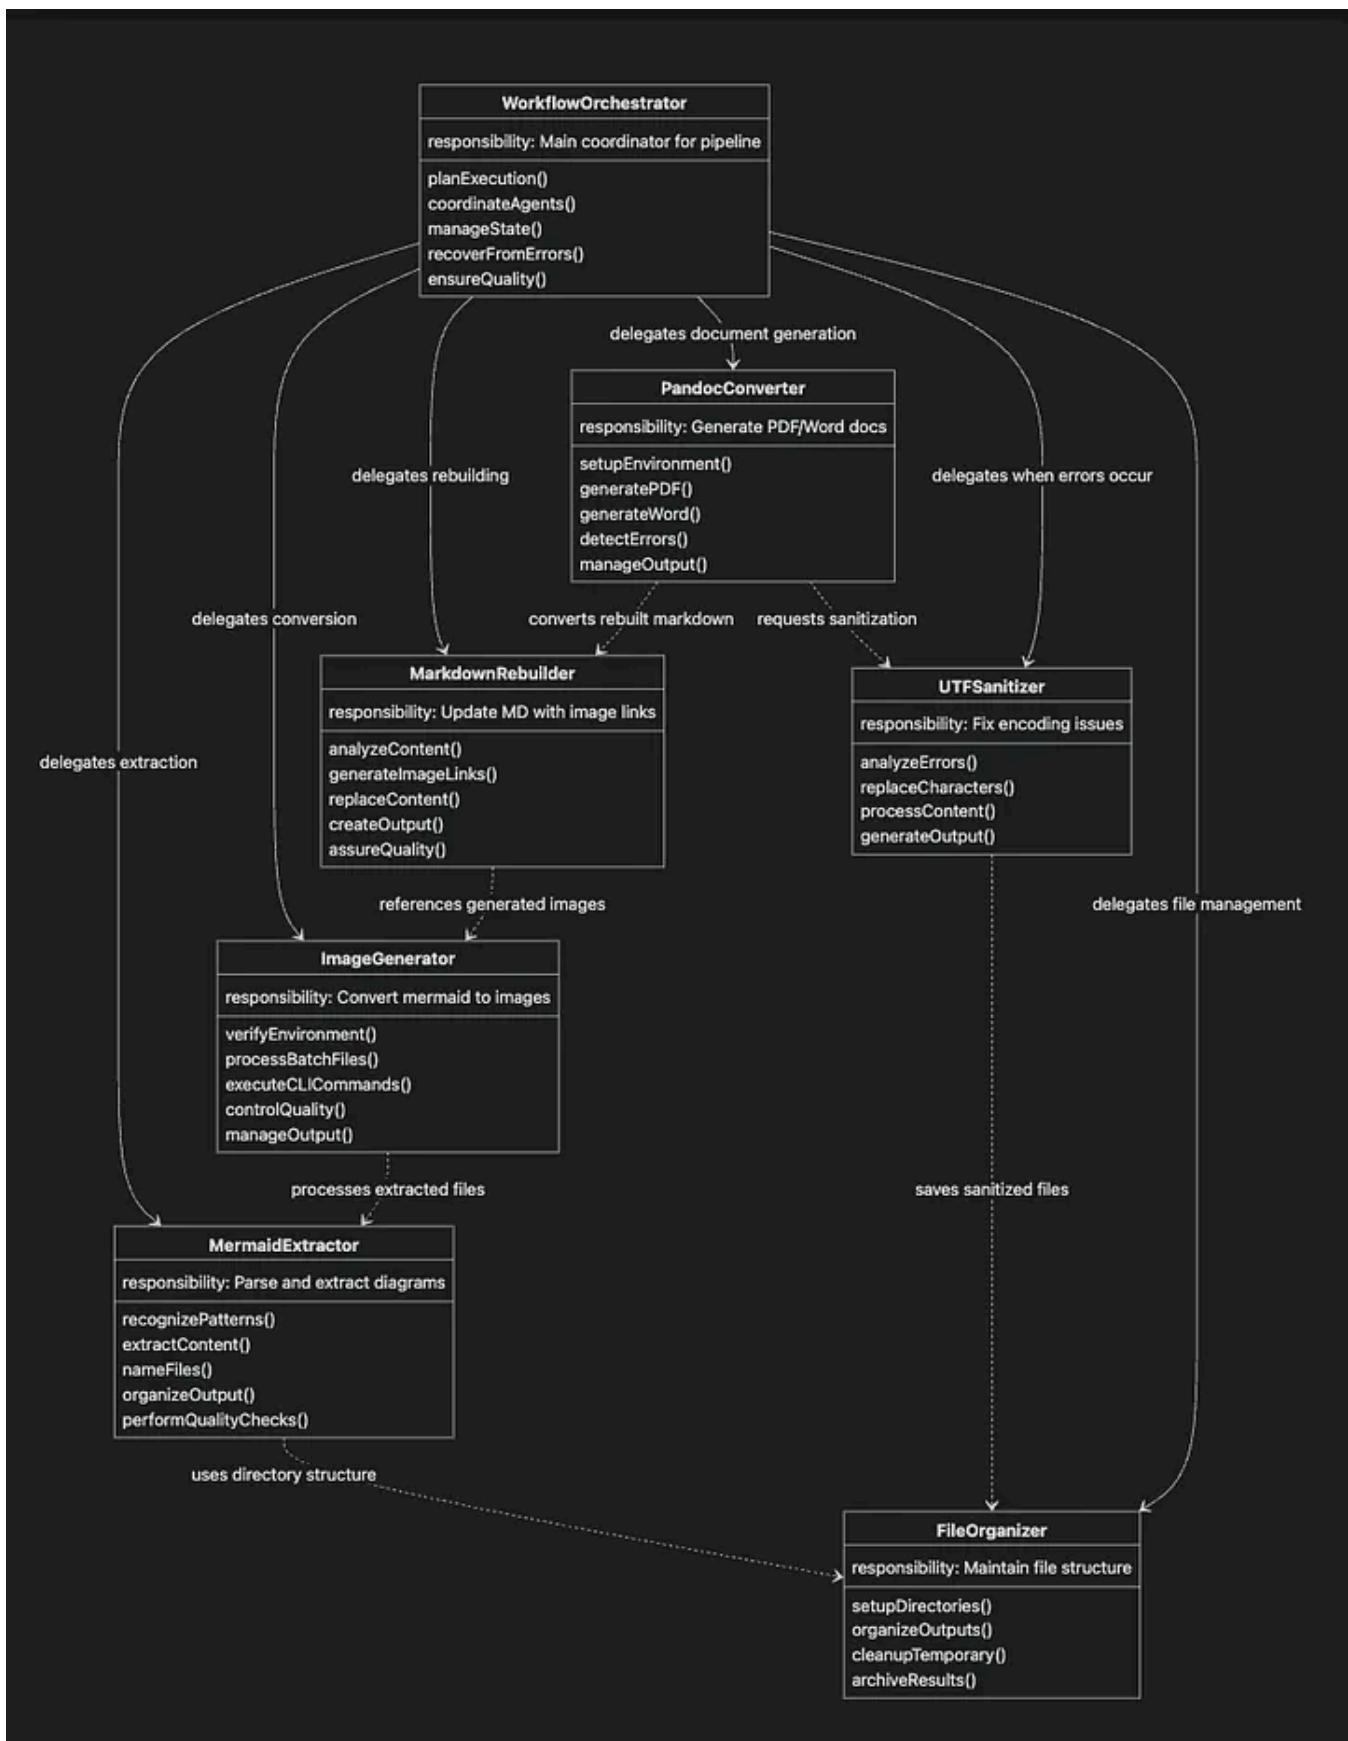 WorkflowOrchestrator
responsibility: Main coordinator for pipeline
planExecution()
coordinateAgents()
manageState()
recoverFromErrors()
ensureQuality()
delegates document generation
PandocConverter
responsibility: Generate PDF/Word docs
setupEnvironment()
generatePDF()
generateWord()
detectErrors()
manageOutput()
delegates rebuilding
delegates when errors occur
delegates conversion
converts rebuilt markdown
requests sanitization
MarkdownRebuilder
responsibility: Update MD with image links
analyzeContent()
generateImageLinks()
replaceContent()
createOutput()
assureQuality()
UTFSanitizer
responsibility: Fix encoding issues
analyzeErrors()
replaceCharacters()
processContent()
generateOutput()
delegates extraction
references generated images
delegates file management
ImageGenerator
responsibility: Convert mermaid to images
verifyEnvironment()
processBatchFiles()
executeCLICommands()
controlQuality()
manageOutput()
processes extracted files
saves sanitized files
MermaidExtractor
responsibility: Parse and extract diagrams
recognizePatterns()
extractContent()
nameFiles()
organizeOutput()
performQualityChecks()
uses directory structure
FileOrganizer
responsibility: Maintain file structure
setupDirectories()
organizeOutputs()
cleanupTemporary()
archiveResults()